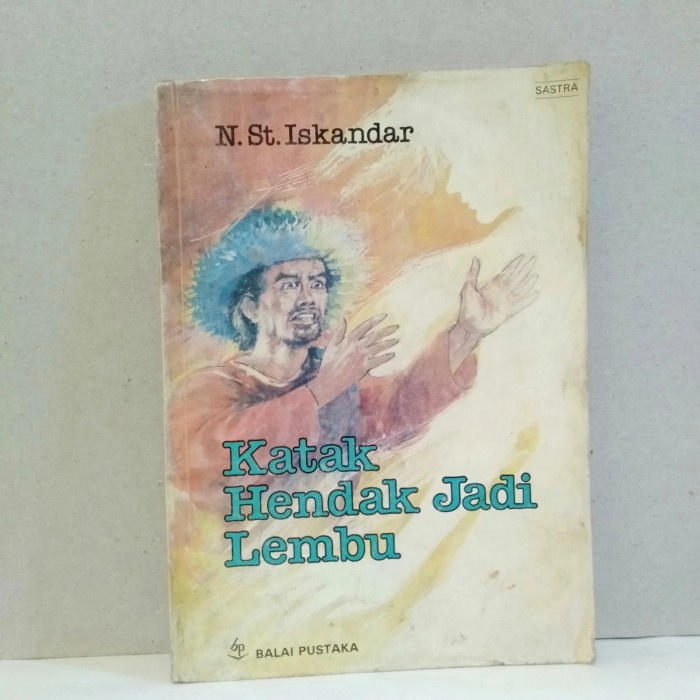 SASTRA
N. St. Iskandar
Katak
Hendak Jadi
Lembu
bp BALAI PUSTAKA